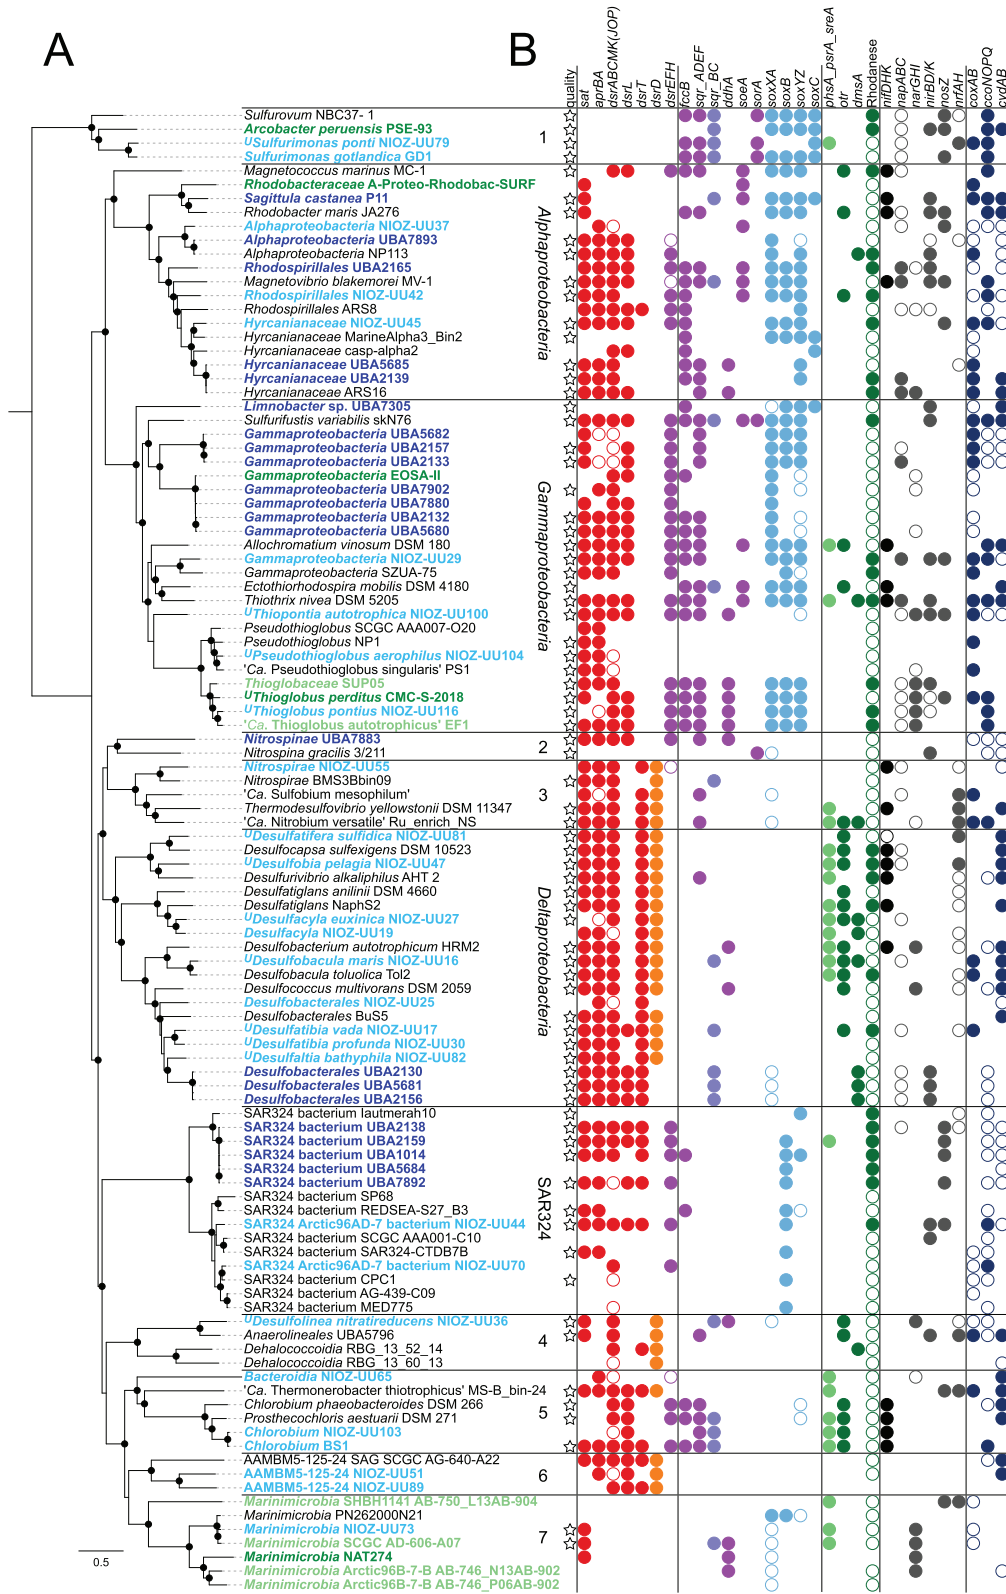 A
B
quality
sat
aprBA
dsrABCMK(JOP)
dsrL
dsrT
dsrD
dsrEFH
fccB
sqr_ADEF
sqr_BC
ddhA
soeA
sorA
soxXA
soxB
soxYZ
soxC
phsA_psrA_sreA
otr
dmsA
Rhodanese
nifDHK
napABC
narGHI
nirBD/K
nosZ
nrfAH
coxAB
ccoNOPQ
cydAB
Sulfurovum NBC37- 1
Arcobacter peruensis PSE-93
USulfurimonas ponti NIOZ-UU79
Sulfurimonas gotlandica GD1
1
Magnetococcus marinus MC-1
Rhodobacteraceae A-Proteo-Rhodobac-SURF
Sagittula castanea P11
Rhodobacter maris JA276
Alphaproteobacteria NIOZ-UU37
Alphaproteobacteria UBA7893
Alphaproteobacteria NP113
Rhodospirillales UBA2165
Magnetovibrio blakemorei MV-1
Rhodospirillales NIOZ-UU42
Rhodospirillales ARS8
Hyrcanianaceae NIOZ-UU45
Hyrcanianaceae MarineAlpha3_Bin2
Hyrcanianaceae casp-alpha2
Hyrcanianaceae UBA5685
Hyrcanianaceae UBA2139
Hyrcanianaceae ARS16
Alphaproteobacteria
Limnobacter sp. UBA7305
Sulfurifustis variabilis skN76
Gammaproteobacteria UBA5682
Gammaproteobacteria UBA2157
Gammaproteobacteria UBA2133
Gammaproteobacteria EOSA-II
Gammaproteobacteria UBA7902
Gammaproteobacteria UBA7880
Gammaproteobacteria UBA2132
Gammaproteobacteria UBA5680
Allochromatium vinosum DSM 180
Gammaproteobacteria NIOZ-UU29
Gammaproteobacteria SZUA-75
Ectothiorhodospira mobilis DSM 4180
Thiothrix nivea DSM 5205
UThiopontia autotrophica NIOZ-UU100
Pseudothioglobus SCGC AAA007-O20
Pseudothioglobus NP1
UPseudothioglobus aerophilus NIOZ-UU104
'Ca. Pseudothioglobus singularis' PS1
Thioglobaceae SUP05
UThioglobus perditus CMC-S-2018
UThioglobus pontius NIOZ-UU116
'Ca. Thioglobus autotrophicus' EF1
Gammaproteobacteria
Nitrospinae UBA7883
Nitrospina gracilis 3/211
2
Nitrospirae NIOZ-UU55
Nitrospirae BMS3Bbin09
'Ca. Sulfobium mesophilum'
Thermodesulfovibrio yellowstonii DSM 11347
'Ca. Nitrobium versatile' Ru_enrich_NS
3
UDesulfatifera sulfidica NIOZ-UU81
Desulfocapsa sulfexigens DSM 10523
UDesulfobia pelagia NIOZ-UU47
Desulfurivibrio alkaliphilus AHT 2
Desulfatiglans anilinii DSM 4660
Desulfatiglans NaphS2
UDesulfacyla euxinica NIOZ-UU27
Desulfacyla NIOZ-UU19
Desulfobacterium autotrophicum HRM2
UDesulfobacula maris NIOZ-UU16
Desulfobacula toluolica Tol2
Desulfococcus multivorans DSM 2059
Desulfobacterales NIOZ-UU25
Desulfobacterales BuS5
UDesulfatibia vada NIOZ-UU17
UDesulfatibia profunda NIOZ-UU30
UDesulfaltia bathyphila NIOZ-UU82
Desulfobacterales UBA2130
Desulfobacterales UBA5681
Desulfobacterales UBA2156
Deltaproteobacteria
SAR324 bacterium lautmerah10
SAR324 bacterium UBA2138
SAR324 bacterium UBA2159
SAR324 bacterium UBA1014
SAR324 bacterium UBA5684
SAR324 bacterium UBA7892
SAR324 bacterium SP68
SAR324 bacterium REDSEA-S27_B3
SAR324 Arctic96AD-7 bacterium NIOZ-UU44
SAR324 bacterium SCGC AAA001-C10
SAR324 bacterium SAR324-CTDB7B
SAR324 Arctic96AD-7 bacterium NIOZ-UU70
SAR324 bacterium CPC1
SAR324 bacterium AG-439-C09
SAR324 bacterium MED775
SAR324
UDesulfolinea nitratireducens NIOZ-UU36
Anaerolineales UBA5796
Dehalococcoidia RBG_13_52_14
Dehalococcoidia RBG_13_60_13
4
Bacteroidia NIOZ-UU65
'Ca. Thermonerobacter thiotrophicus' MS-B_bin-24
Chlorobium phaeobacteroides DSM 266
Prosthecochloris aestuarii DSM 271
Chlorobium NIOZ-UU103
Chlorobium BS1
5
AAMBM5-125-24 SAG SCGC AG-640-A22
AAMBM5-125-24 NIOZ-UU51
AAMBM5-125-24 NIOZ-UU89
6
Marinimicrobia SHBH1141 AB-750_L13AB-904
Marinimicrobia PN262000N21
Marinimicrobia NIOZ-UU73
Marinimicrobia SCGC AD-606-A07
Marinimicrobia NAT274
Marinimicrobia Arctic96B-7-B AB-746_N13AB-902
Marinimicrobia Arctic96B-7-B AB-746_P06AB-902
7
0.5